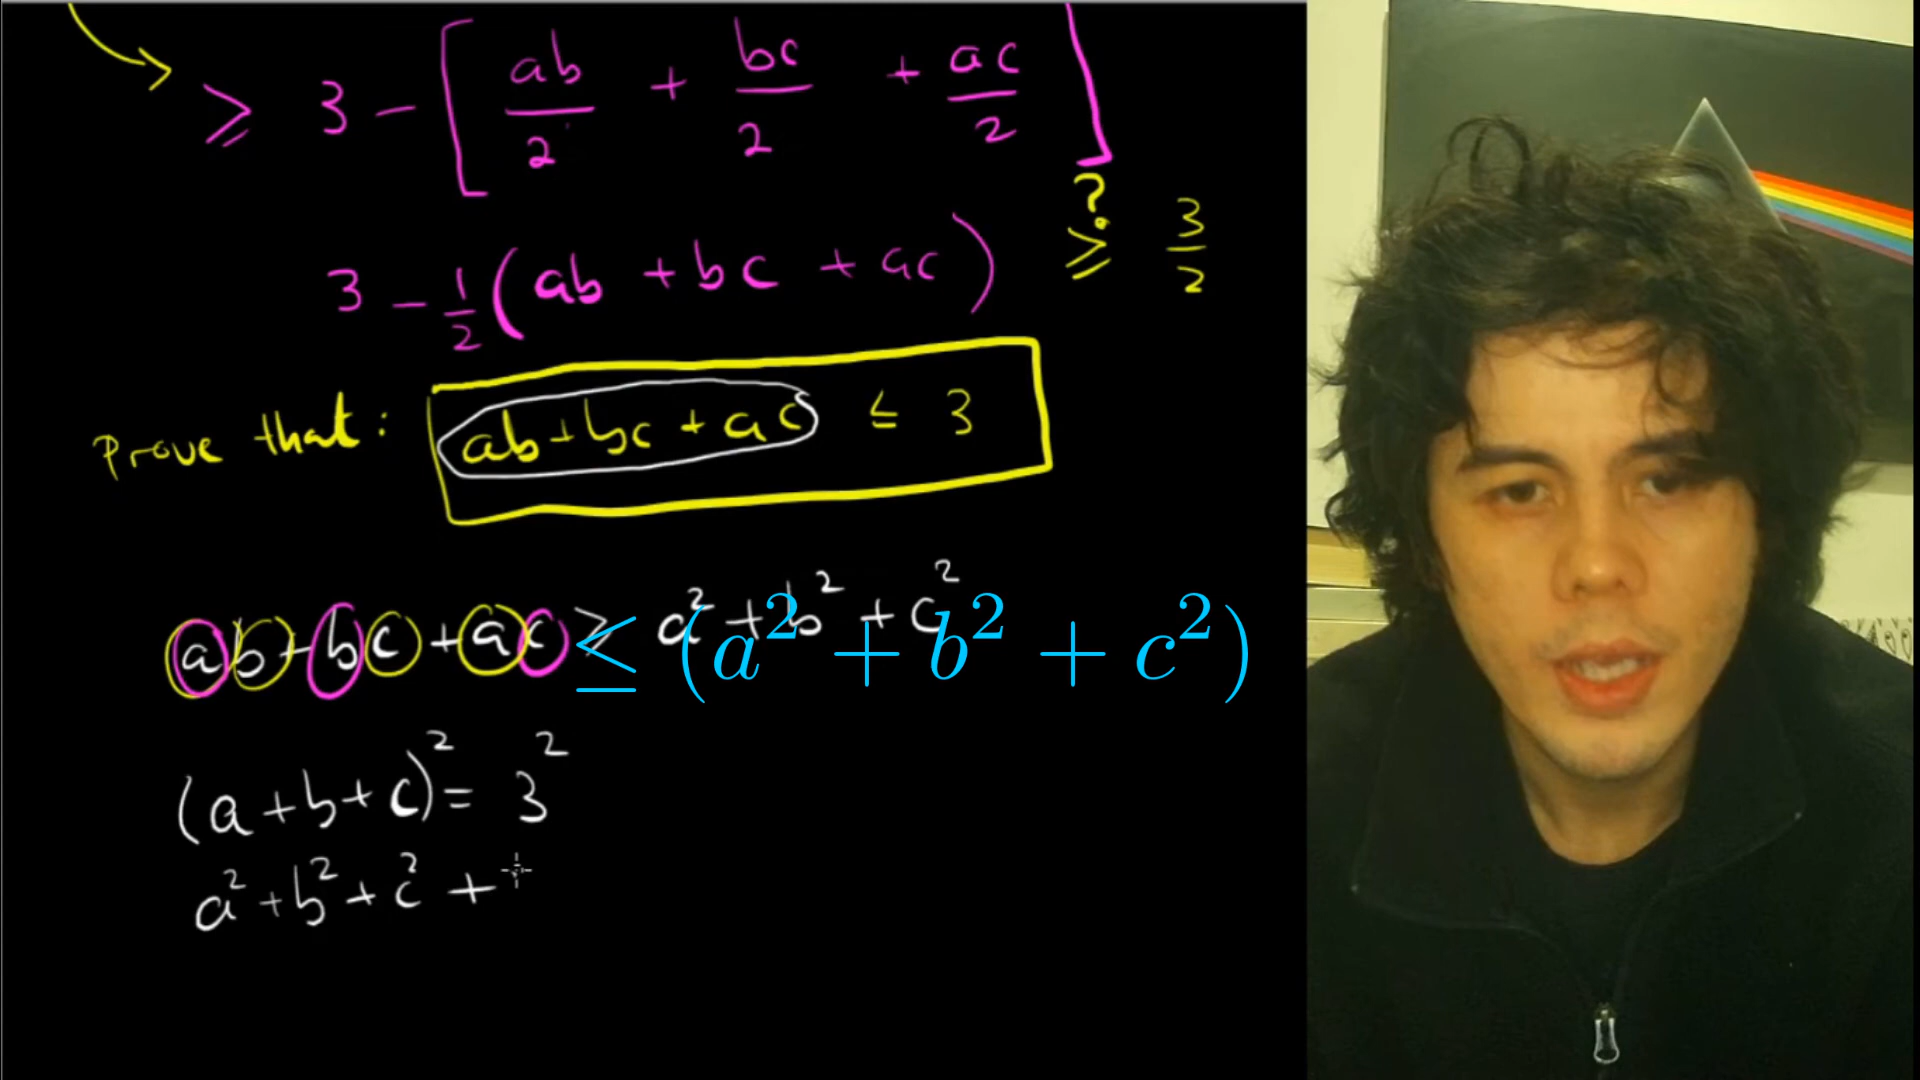 ≥ 3 - [ ab/2 + bc/2 + ac/2 ]
3 - 1/2 (ab + bc + ac) ≥? 3/2
Prove that: ab + bc + ac ≤ 3
ab + bc + ac ≥ a² + b² + c²
≤ (a² + b² + c²)
(a + b + c)² = 3²
a² + b² + c² +